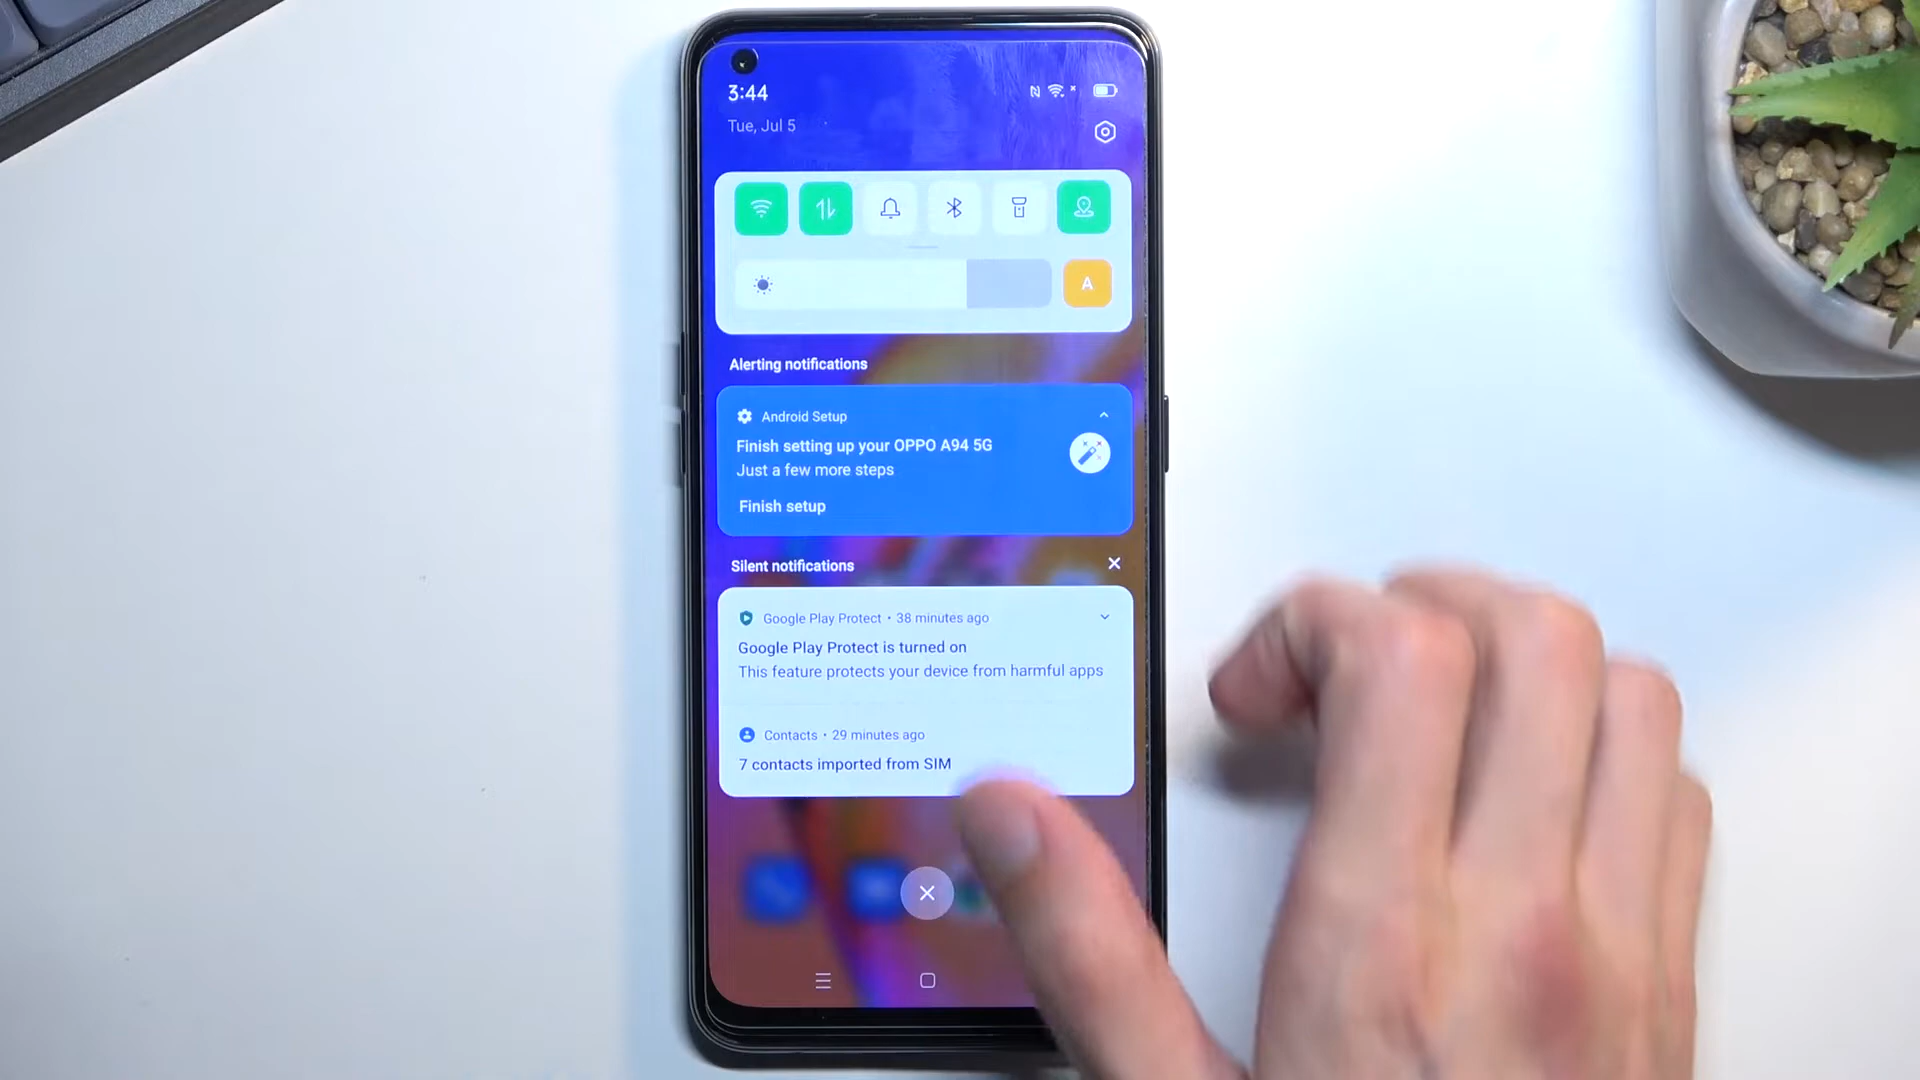 3:44
Tue, Jul 5
A
Alerting notifications
Android Setup
Finish setting up your OPPO A94 5G
Just a few more steps
Finish setup
Silent notifications
Google Play Protect • 38 minutes ago
Google Play Protect is turned on
This feature protects your device from harmful apps
Contacts • 29 minutes ago
7 contacts imported from SIM